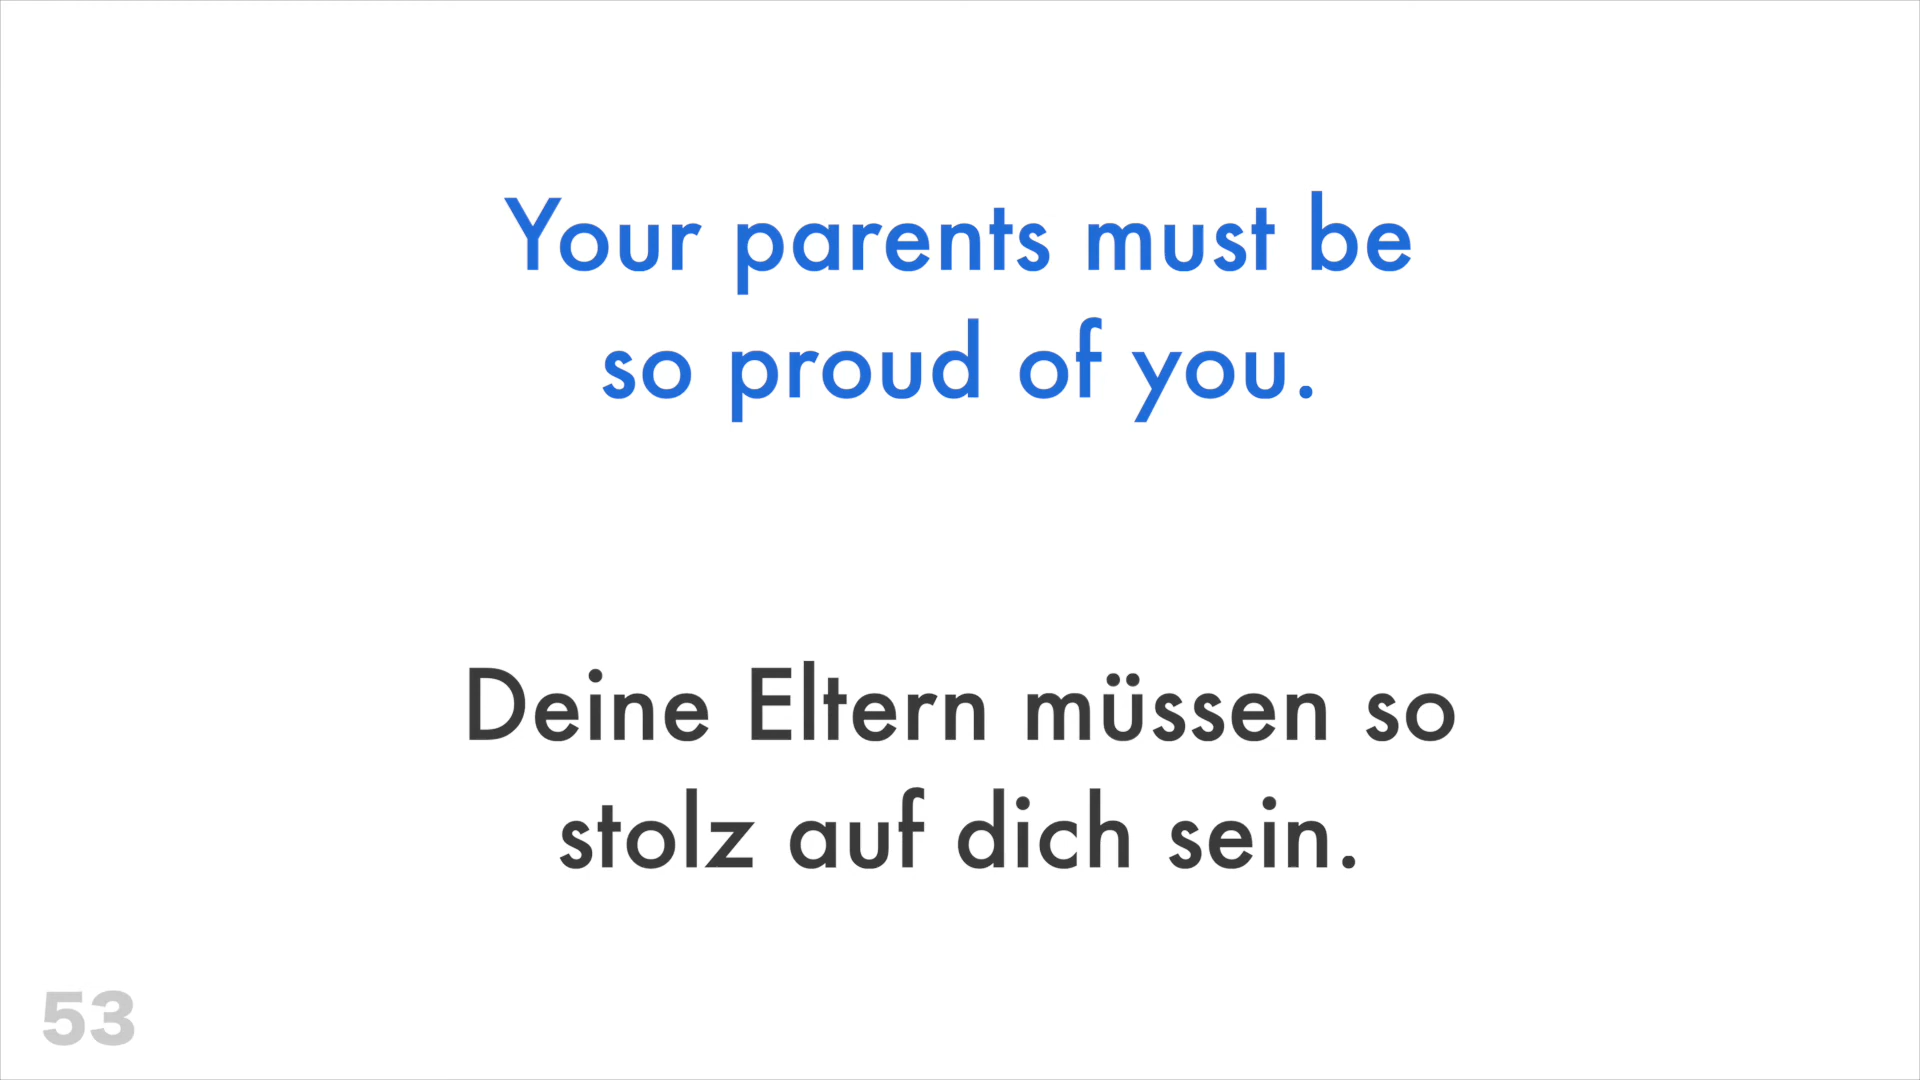 Your parents must be
so proud of you.
Deine Eltern müssen so
stolz auf dich sein.
53